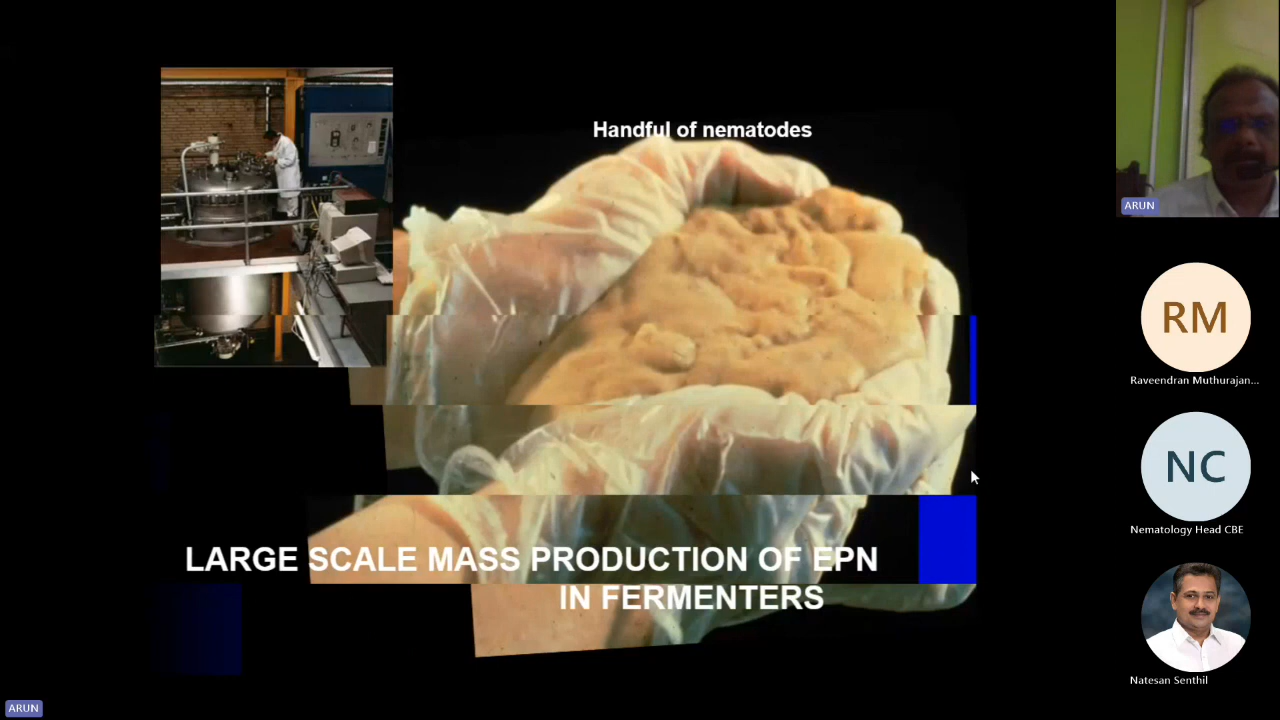 Handful of nematodes
LARGE SCALE MASS PRODUCTION OF EPN
IN FERMENTERS
ARUN
RM
Raveendran Muthurajan...
NC
Nematology Head CBE
Natesan Senthil
ARUN